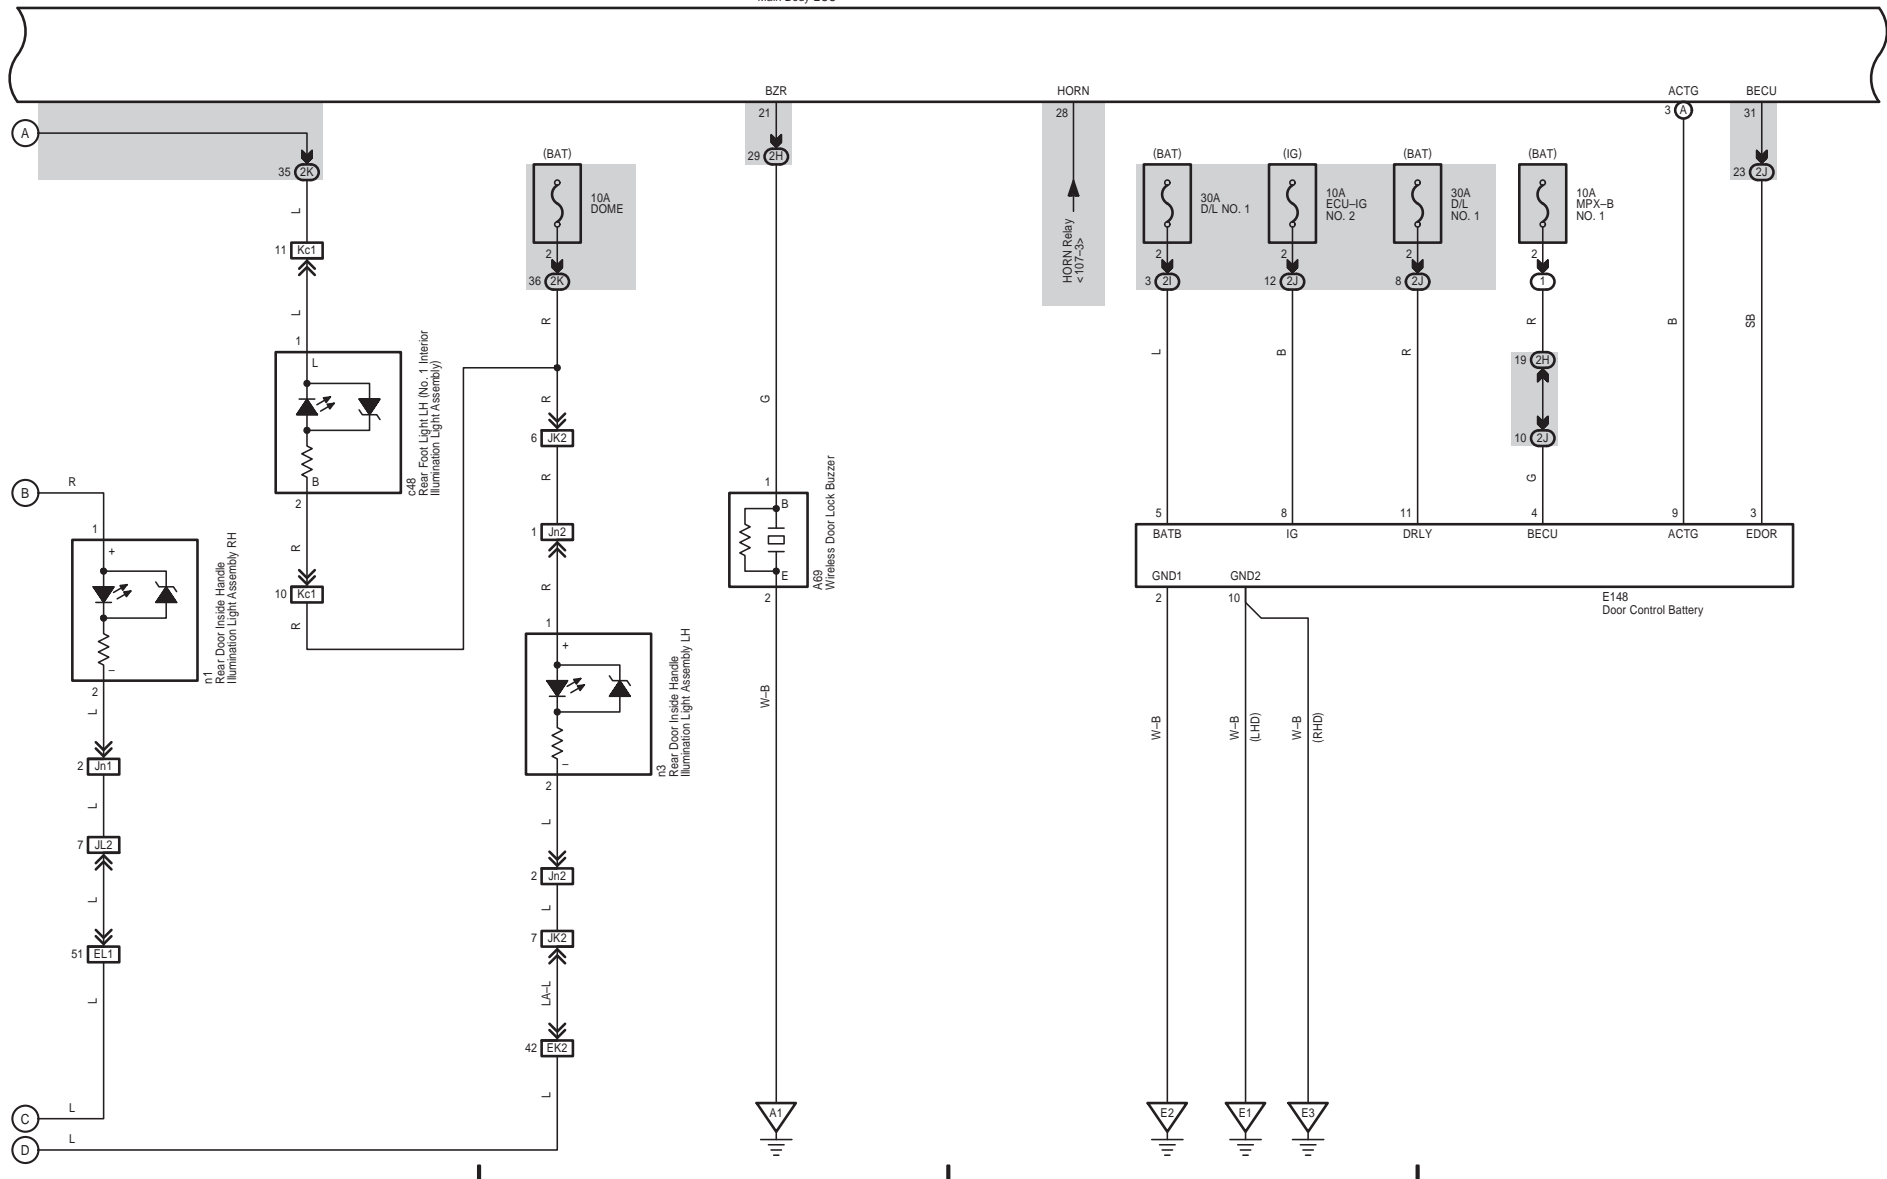 BZR
HORN
ACTG
BECU
21
28
3 A
31
A
35 2K
(BAT)
10A
DOME
2
36 2K
29 2H
HORN Relay
<107–3>
(BAT)
30A
D/L NO. 1
2
3 2I
(IG)
10A
ECU–IG
NO. 2
2
12 2J
(BAT)
30A
D/L
NO. 1
2
8 2J
(BAT)
10A
MPX–B
NO. 1
2
1
23 2J
L
11 Kc1
L
R
R
B
SB
19 2H
1
L
B
2
c48
Rear Foot Light LH (No. 1 Interior
Illumination Light Assembly)
R
6 JK2
R
G
L
B
R
10 2J
G
B
R
1
+
–
2
n1
Rear Door Inside Handle
Illumination Light Assembly RH
R
10 Kc1
R
1 Jn2
R
1
B
E
2
A69
Wireless Door Lock Buzzer
5
8
11
4
9
3
BATB
IG
DRLY
BECU
ACTG
EDOR
GND1
GND2
2
10
E148
Door Control Battery
1
+
–
2
n3
Rear Door Inside Handle
Illumination Light Assembly LH
L
2 Jn1
L
7 JL2
L
51 EL1
L
W–B
W–B
W–B
(LHD)
W–B
(RHD)
L
2 Jn2
L
7 JK2
LA–L
42 EK2
L
C
L
D
L
A1
E2
E1
E3